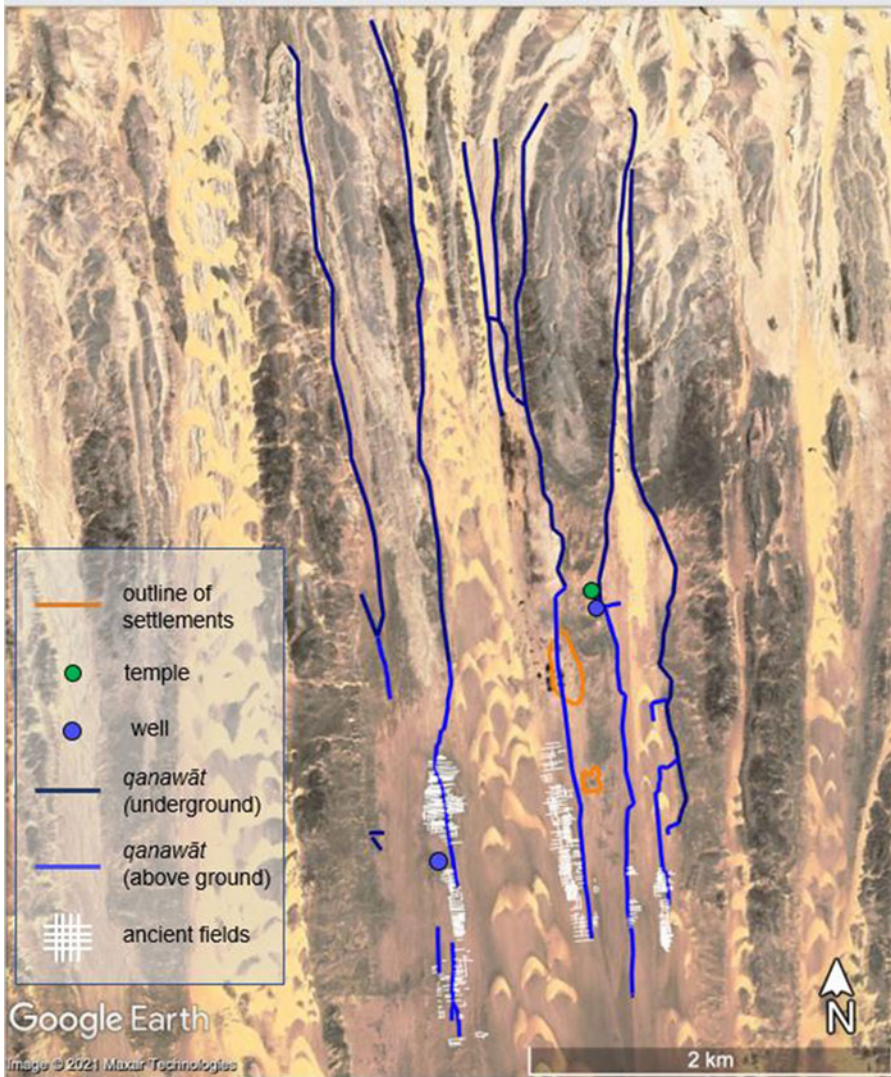 outline of
settlements
temple
well
qanawāt
(underground)
qanawāt
(above ground)
ancient fields
Google Earth
Image © 2021 Maxar Technologies
N
2 km